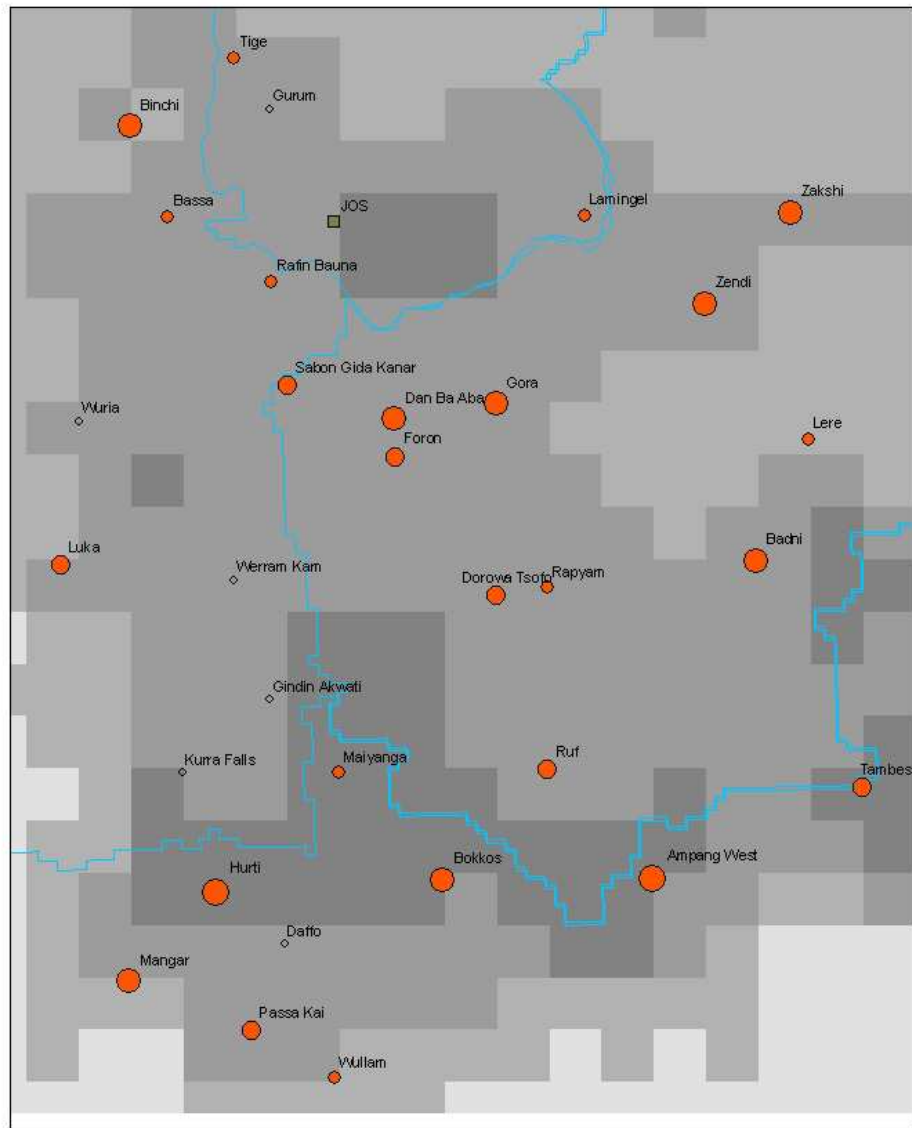 Tige
Gurum
Binchi
Bassa
JOS
Lamingel
Zakshi
Rafin Bauna
Zendi
Sabon Gida Kanar
Gora
Dan Ba Aba
Wuria
Lere
Foron
Luka
Badni
Werram Kam
Dorowa Tsofo
Rapyam
Gindin Akwati
Kurra Falls
Maiyanga
Ruf
Tambes
Hurti
Bokkos
Ampang West
Daffo
Mangar
Passa Kai
Wullam